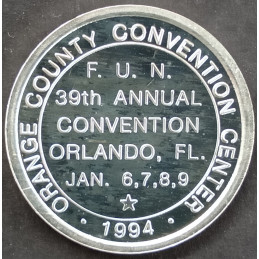 ORANGE COUNTY CONVENTION CENTER
F. U. N.
39th ANNUAL
CONVENTION
ORLANDO, FL.
JAN. 6,7,8,9
· 1994 ·